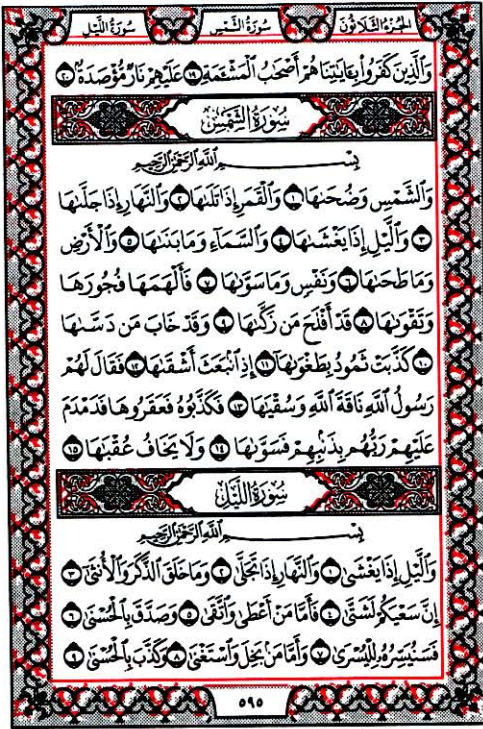 الجزء الثلاثون سورة الشمس سورة الليل
وَالَّذِينَ كَفَرُوا بِآيَاتِنَا هُمْ أَصْحَابُ الْمَشْأَمَةِ ١٩ عَلَيْهِمْ نَارٌ مُّؤْصَدَةٌ ٢٠
سُورَةُ الشَّمْسِ
بِسْمِ اللَّهِ الرَّحْمَٰنِ الرَّحِيمِ
وَالشَّمْسِ وَضُحَاهَا ١ وَالْقَمَرِ إِذَا تَلَاهَا ٢ وَالنَّهَارِ إِذَا جَلَّاهَا
٣ وَاللَّيْلِ إِذَا يَغْشَاهَا ٤ وَالسَّمَاءِ وَمَا بَنَاهَا ٥ وَالْأَرْضِ
وَمَا طَحَاهَا ٦ وَنَفْسٍ وَمَا سَوَّاهَا ٧ فَأَلْهَمَهَا فُجُورَهَا
وَتَقْوَاهَا ٨ قَدْ أَفْلَحَ مَن زَكَّاهَا ٩ وَقَدْ خَابَ مَن دَسَّاهَا
١٠ كَذَّبَتْ ثَمُودُ بِطَغْوَاهَا ١١ إِذِ انبَعَثَ أَشْقَاهَا ١٢ فَقَالَ لَهُمْ
رَسُولُ اللَّهِ نَاقَةَ اللَّهِ وَسُقْيَاهَا ١٣ فَكَذَّبُوهُ فَعَقَرُوهَا فَدَمْدَمَ
عَلَيْهِمْ رَبُّهُم بِذَنبِهِمْ فَسَوَّاهَا ١٤ وَلَا يَخَافُ عُقْبَاهَا ١٥
سُورَةُ اللَّيْلِ
بِسْمِ اللَّهِ الرَّحْمَٰنِ الرَّحِيمِ
وَاللَّيْلِ إِذَا يَغْشَىٰ ١ وَالنَّهَارِ إِذَا تَجَلَّىٰ ٢ وَمَا خَلَقَ الذَّكَرَ وَالْأُنثَىٰ ٣
إِنَّ سَعْيَكُمْ لَشَتَّىٰ ٤ فَأَمَّا مَنْ أَعْطَىٰ وَاتَّقَىٰ ٥ وَصَدَّقَ بِالْحُسْنَىٰ ٦
فَسَنُيَسِّرُهُ لِلْيُسْرَىٰ ٧ وَأَمَّا مَن بَخِلَ وَاسْتَغْنَىٰ ٨ وَكَذَّبَ بِالْحُسْنَىٰ ٩
٥٩٥